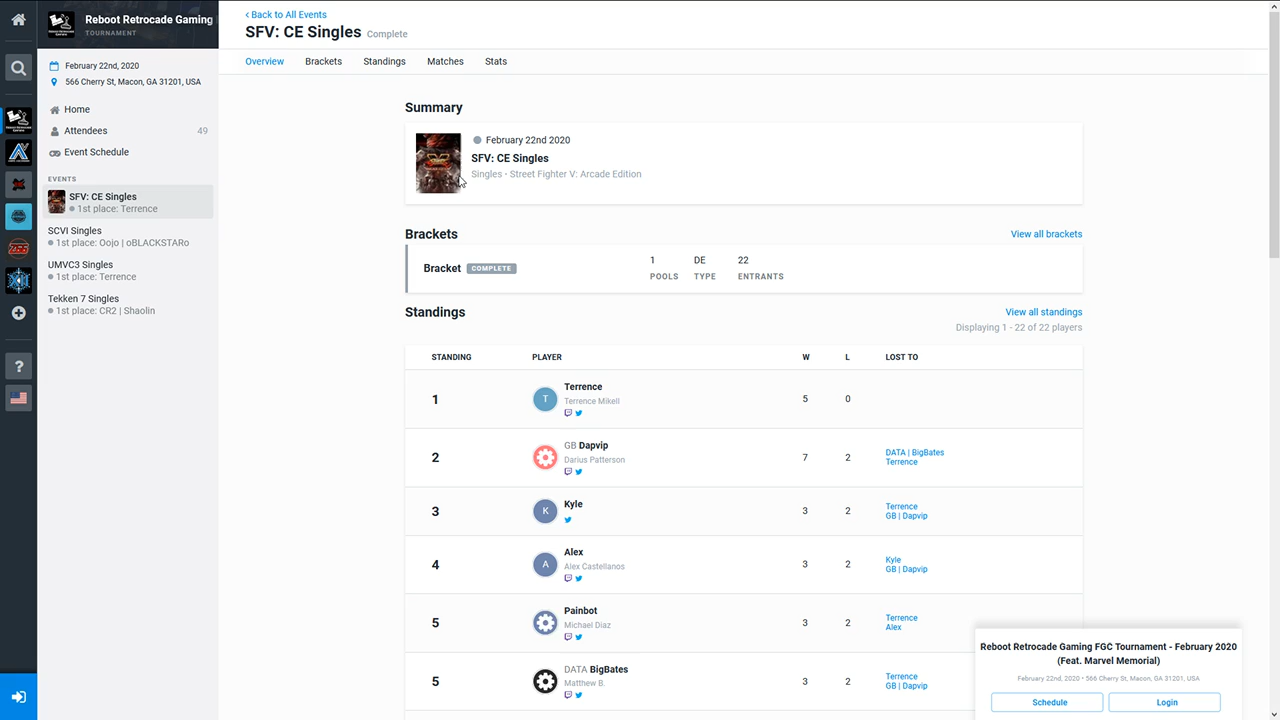 Reboot Retrocade Gaming
TOURNAMENT
February 22nd, 2020
566 Cherry St, Macon, GA 31201, USA
Home
Attendees 49
Event Schedule
EVENTS
SFV: CE Singles
1st place: Terrence
SCVI Singles
1st place: Oojo | oBLACKSTARo
UMVC3 Singles
1st place: Terrence
Tekken 7 Singles
1st place: CR2 | Shaolin
?
‹ Back to All Events
SFV: CE Singles Complete
Overview Brackets Standings Matches Stats
Summary
February 22nd 2020
SFV: CE Singles
Singles • Street Fighter V: Arcade Edition
Brackets View all brackets
Bracket COMPLETE
1 DE 22
POOLS TYPE ENTRANTS
Standings View all standings
Displaying 1 - 22 of 22 players
STANDING PLAYER W L LOST TO
1 T Terrence 5 0
Terrence Mikell
2 GB Dapvip 7 2 DATA | BigBates
Darius Patterson Terrence
3 K Kyle 3 2 Terrence
GB | Dapvip
4 A Alex 3 2 Kyle
Alex Castellanos GB | Dapvip
5 Painbot 3 2 Terrence
Michael Diaz Alex
5 DATA BigBates 3 2 Terrence
Matthew B. GB | Dapvip
Reboot Retrocade Gaming FGC Tournament - February 2020
(Feat. Marvel Memorial)
February 22nd, 2020 • 566 Cherry St, Macon, GA 31201, USA
Schedule Login